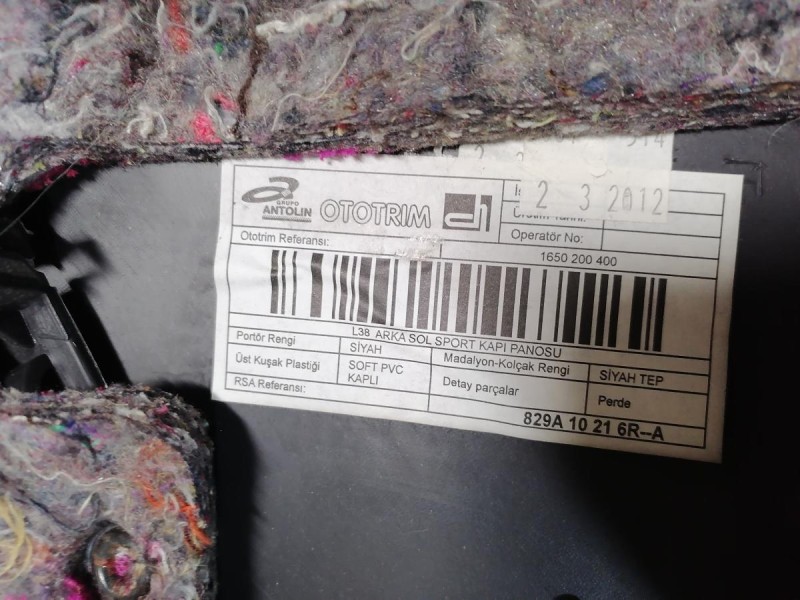 GRUPO
ANTOLIN
OTOTRIM
2 3 2012
Operatör No:
Ototrim Referansı:
1650 200 400
L38 ARKA SOL SPORT KAPI PANOSU
Portör Rengi
SİYAH
Madalyon-Kolçak Rengi
SİYAH TEP
Üst Kuşak Plastiği
SOFT PVC
KAPLI
Detay parçalar
Perde
RSA Referansı:
829A 10 21 6R–A